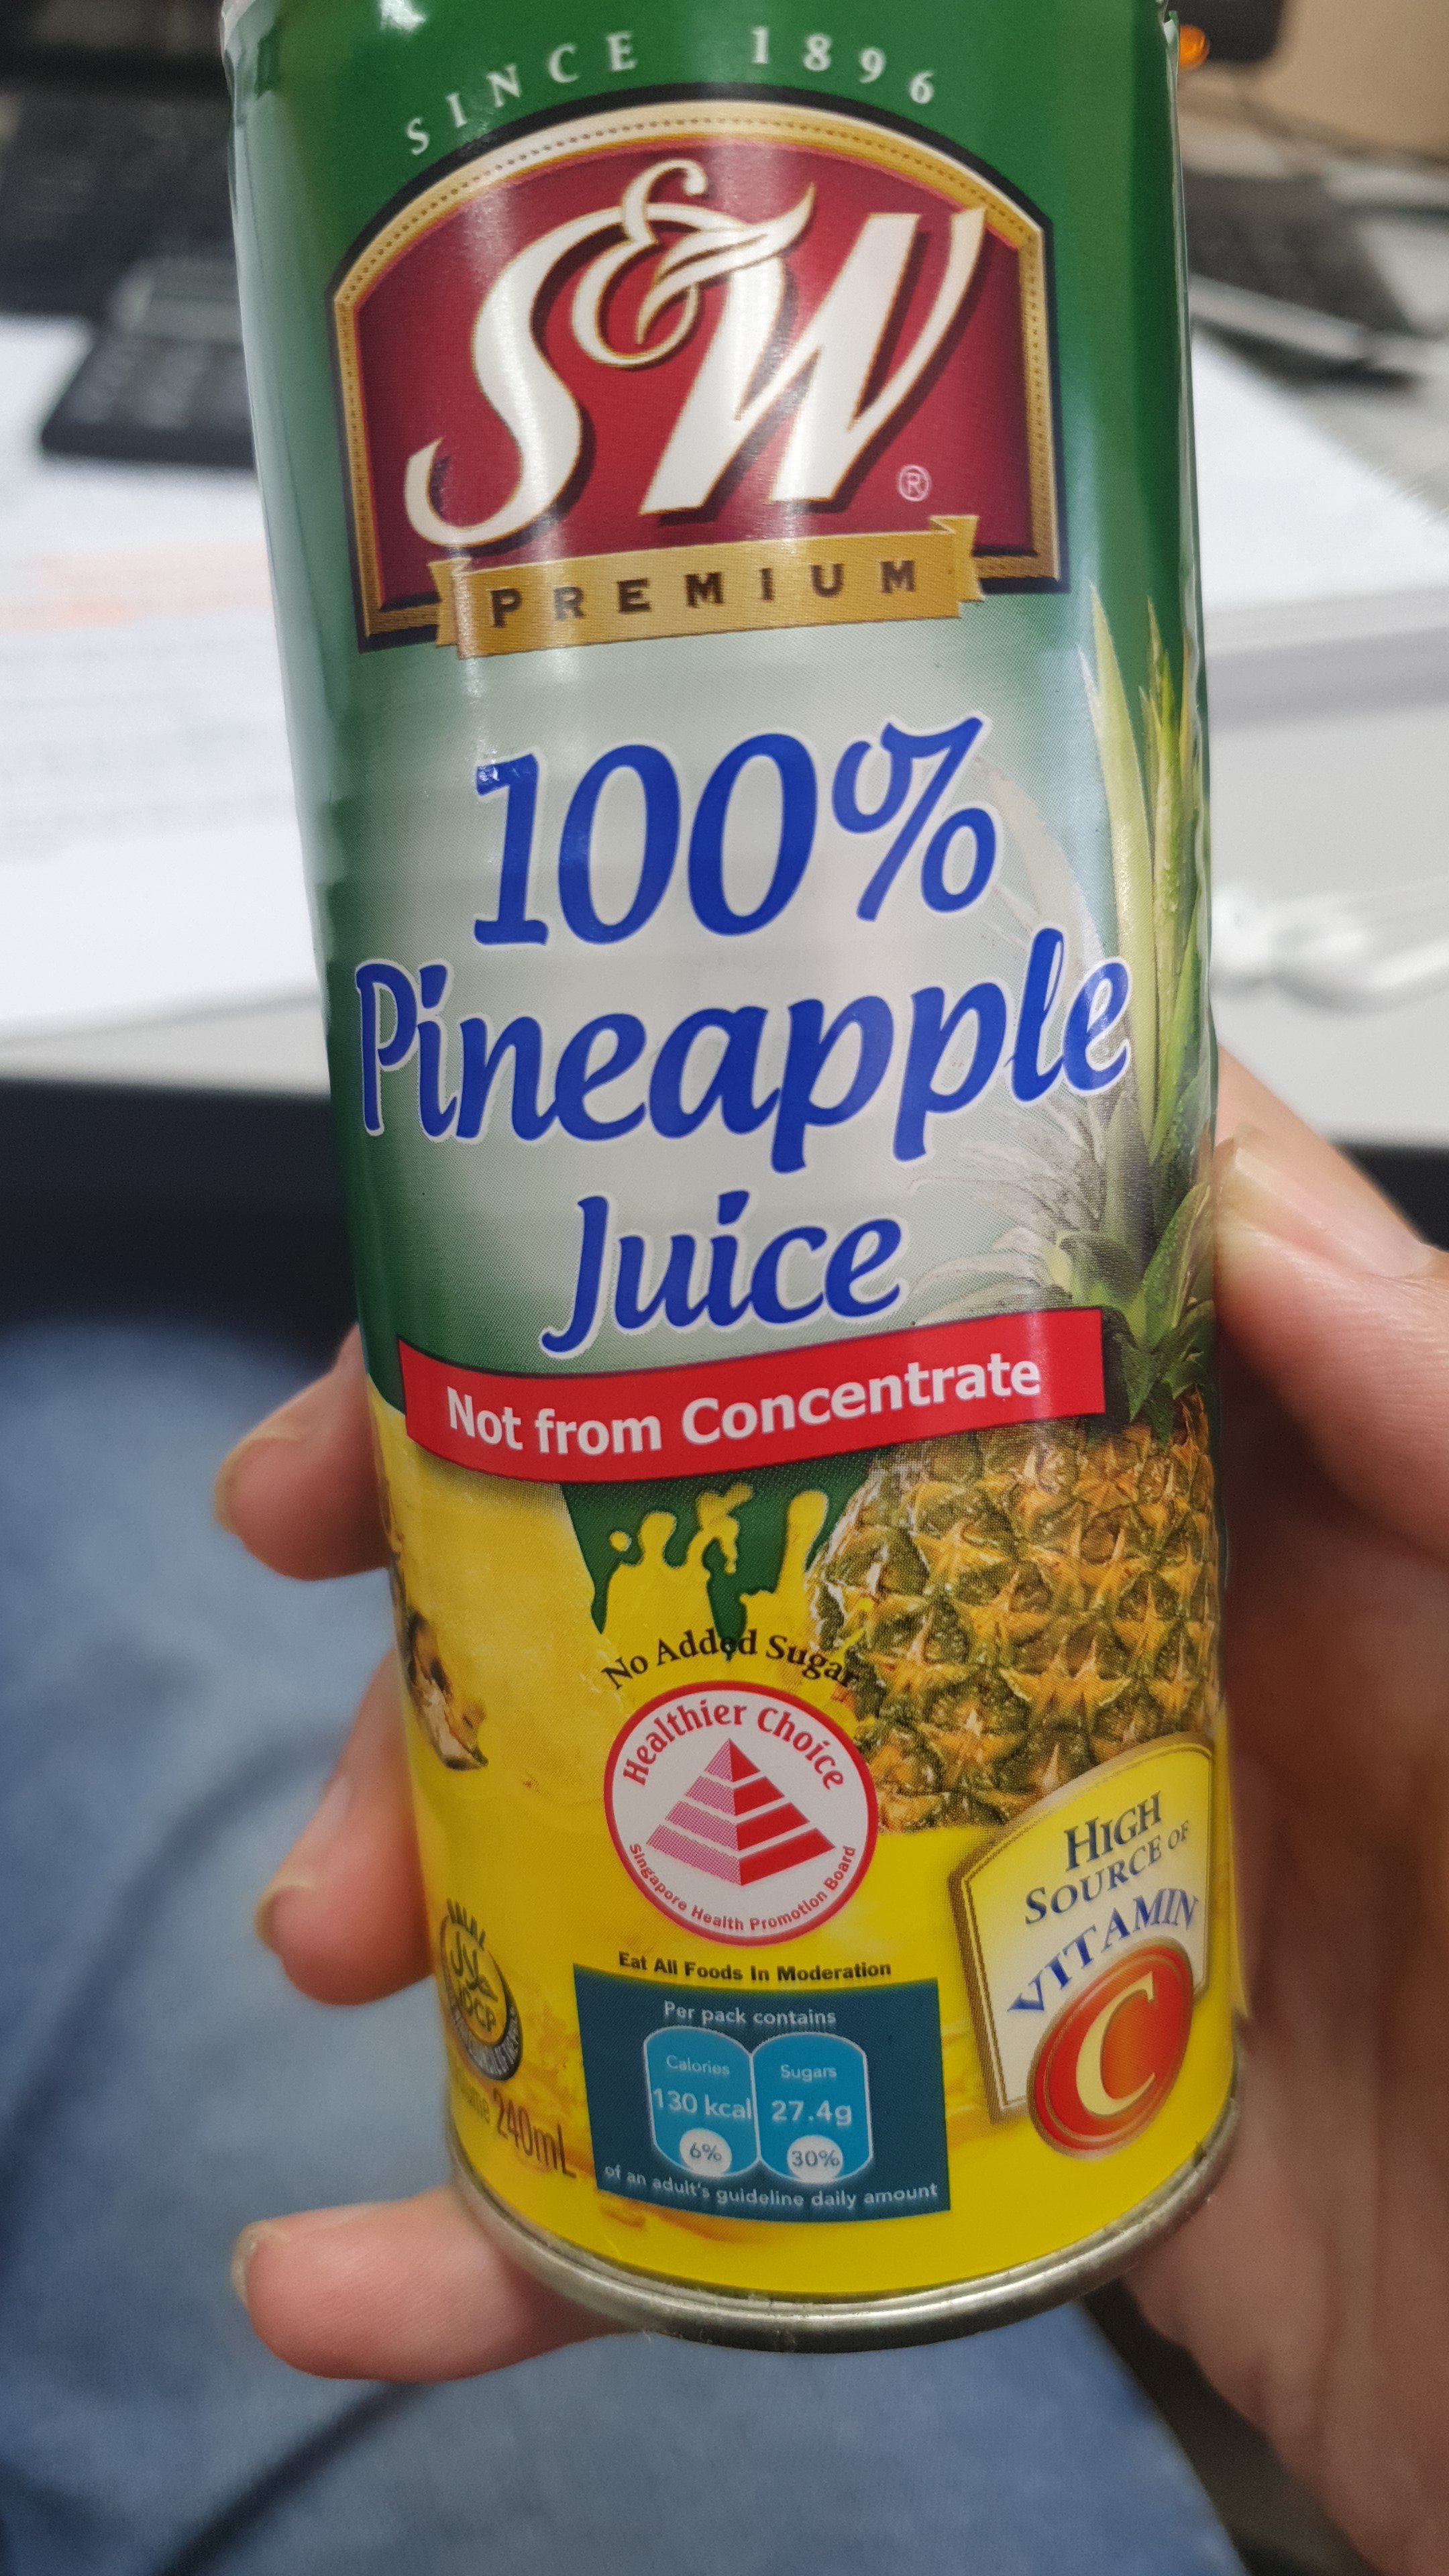 SINCE 1896
S&W
®
PREMIUM
100%
Pineapple
Juice
Not from Concentrate
No Added Sugar
Healthier Choice
Singapore Health Promotion Board
Eat All Foods In Moderation
HIGH
SOURCE OF
VITAMIN
C
Per pack contains
Calories
130 kcal
6%
Sugars
27.4g
30%
of an adult's guideline daily amount
240mL